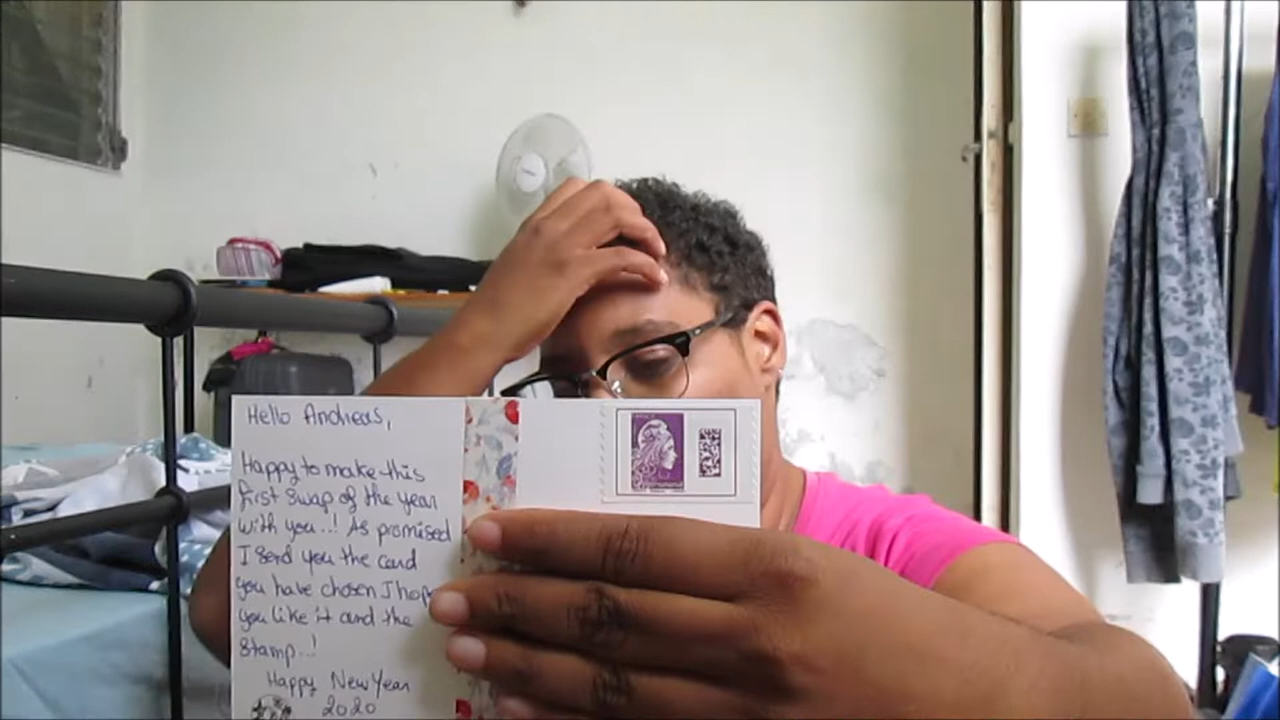 Hello Andreas,
Happy to make this
first swap of the year
with you..! As promised
I send you the card
you have chosen I hop
you like it and the
Stamp..!
Happy New Year
2020